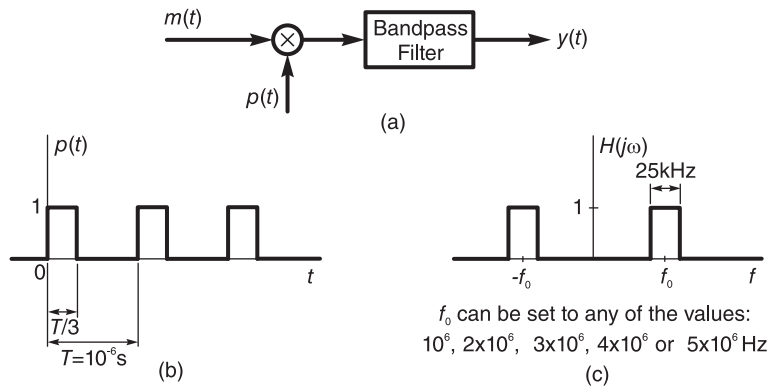 m(t)
Bandpass
Filter
y(t)
p(t)
(a)
p(t)
1
0
t
T/3
T=10⁻⁶s
(b)
H(jω)
25kHz
1
-f₀
f₀
f
f₀ can be set to any of the values:
10⁶, 2x10⁶, 3x10⁶, 4x10⁶ or 5x10⁶ Hz
(c)